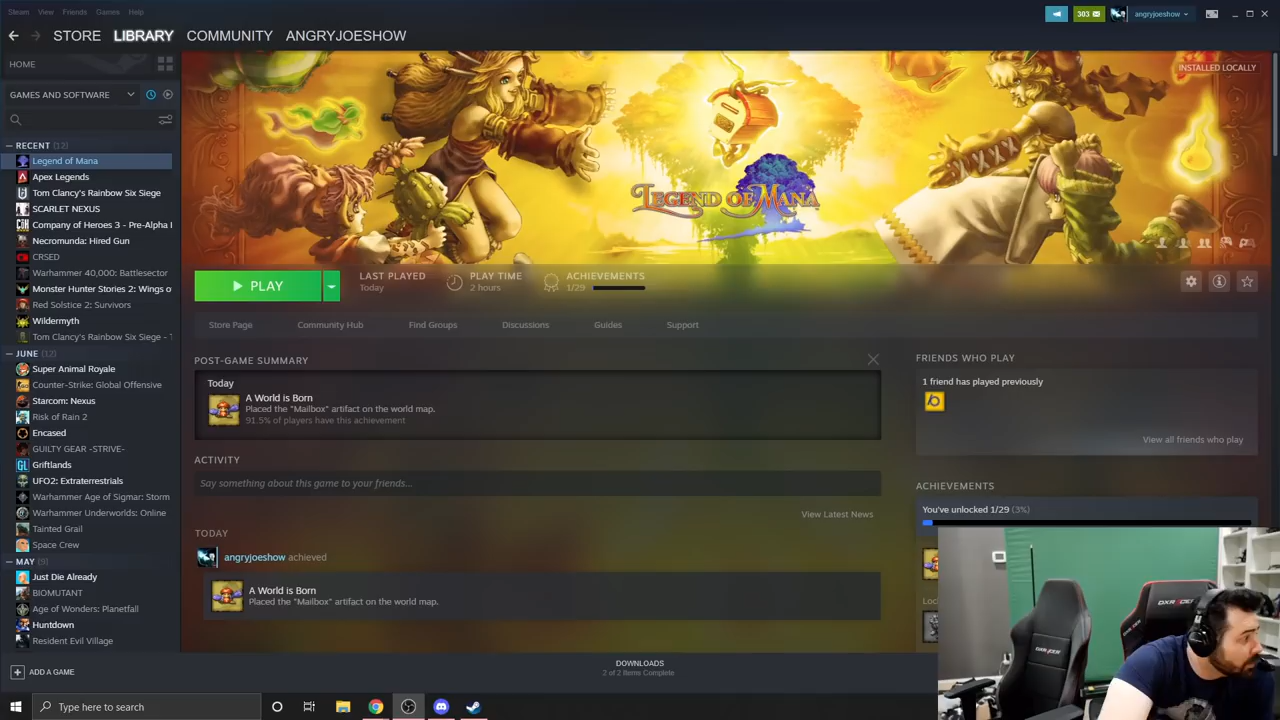 Steam View Friends Games Help
303 angryjoeshow
STORE LIBRARY COMMUNITY ANGRYJOESHOW
HOME
GAMES AND SOFTWARE
RECENT (12)
Legend of Mana
Apex Legends
Tom Clancy's Rainbow Six Siege
SCARLET NEXUS
Company of Heroes 3 - Pre-Alpha
Necromunda: Hired Gun
CRSED
Warhammer 40,000: Battlesector
Monster Hunter Stories 2: Wings o
Red Solstice 2: Survivors
Wildermyth
Tom Clancy's Rainbow Six Siege -
JUNE (12)
Super Animal Royale
Counter-Strike: Global Offensive
Starcom: Nexus
Risk of Rain 2
Encased
GUILTY GEAR -STRIVE-
Griftlands
UFO2: Extraterrestrials
Warhammer Age of Sigmar: Storm
Warhammer Underworlds: Online
Tainted Grail
Space Crew
MAY (9)
Just Die Already
BIOMUTANT
Age of Wonders: Planetfall
Huntdown
Resident Evil Village
ADD A GAME
INSTALLED LOCALLY
LEGEND OF MANA
PLAY
LAST PLAYED
Today
PLAY TIME
2 hours
ACHIEVEMENTS
1/29
Store Page Community Hub Find Groups Discussions Guides Support
POST-GAME SUMMARY
Today
A World is Born
Placed the "Mailbox" artifact on the world map.
91.5% of players have this achievement
ACTIVITY
Say something about this game to your friends...
View Latest News
TODAY
angryjoeshow achieved
A World is Born
Placed the "Mailbox" artifact on the world map.
FRIENDS WHO PLAY
1 friend has played previously
View all friends who play
ACHIEVEMENTS
You've unlocked 1/29 (3%)
DOWNLOADS
2 of 2 Items Complete
Type here to search